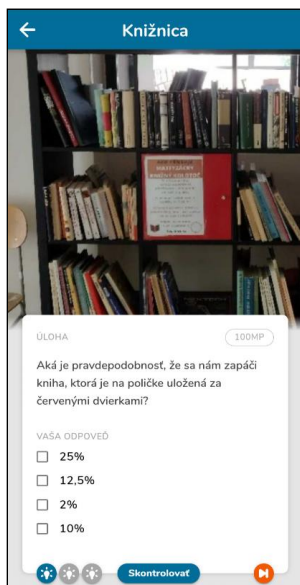 Knižnica
ÚLOHA
100MP
Aká je pravdepodobnosť, že sa nám zapáči
kniha, ktorá je na poličke uložená za
červenými dvierkami?
VAŠA ODPOVEĎ
25%
12,5%
2%
10%
Skontrolovať